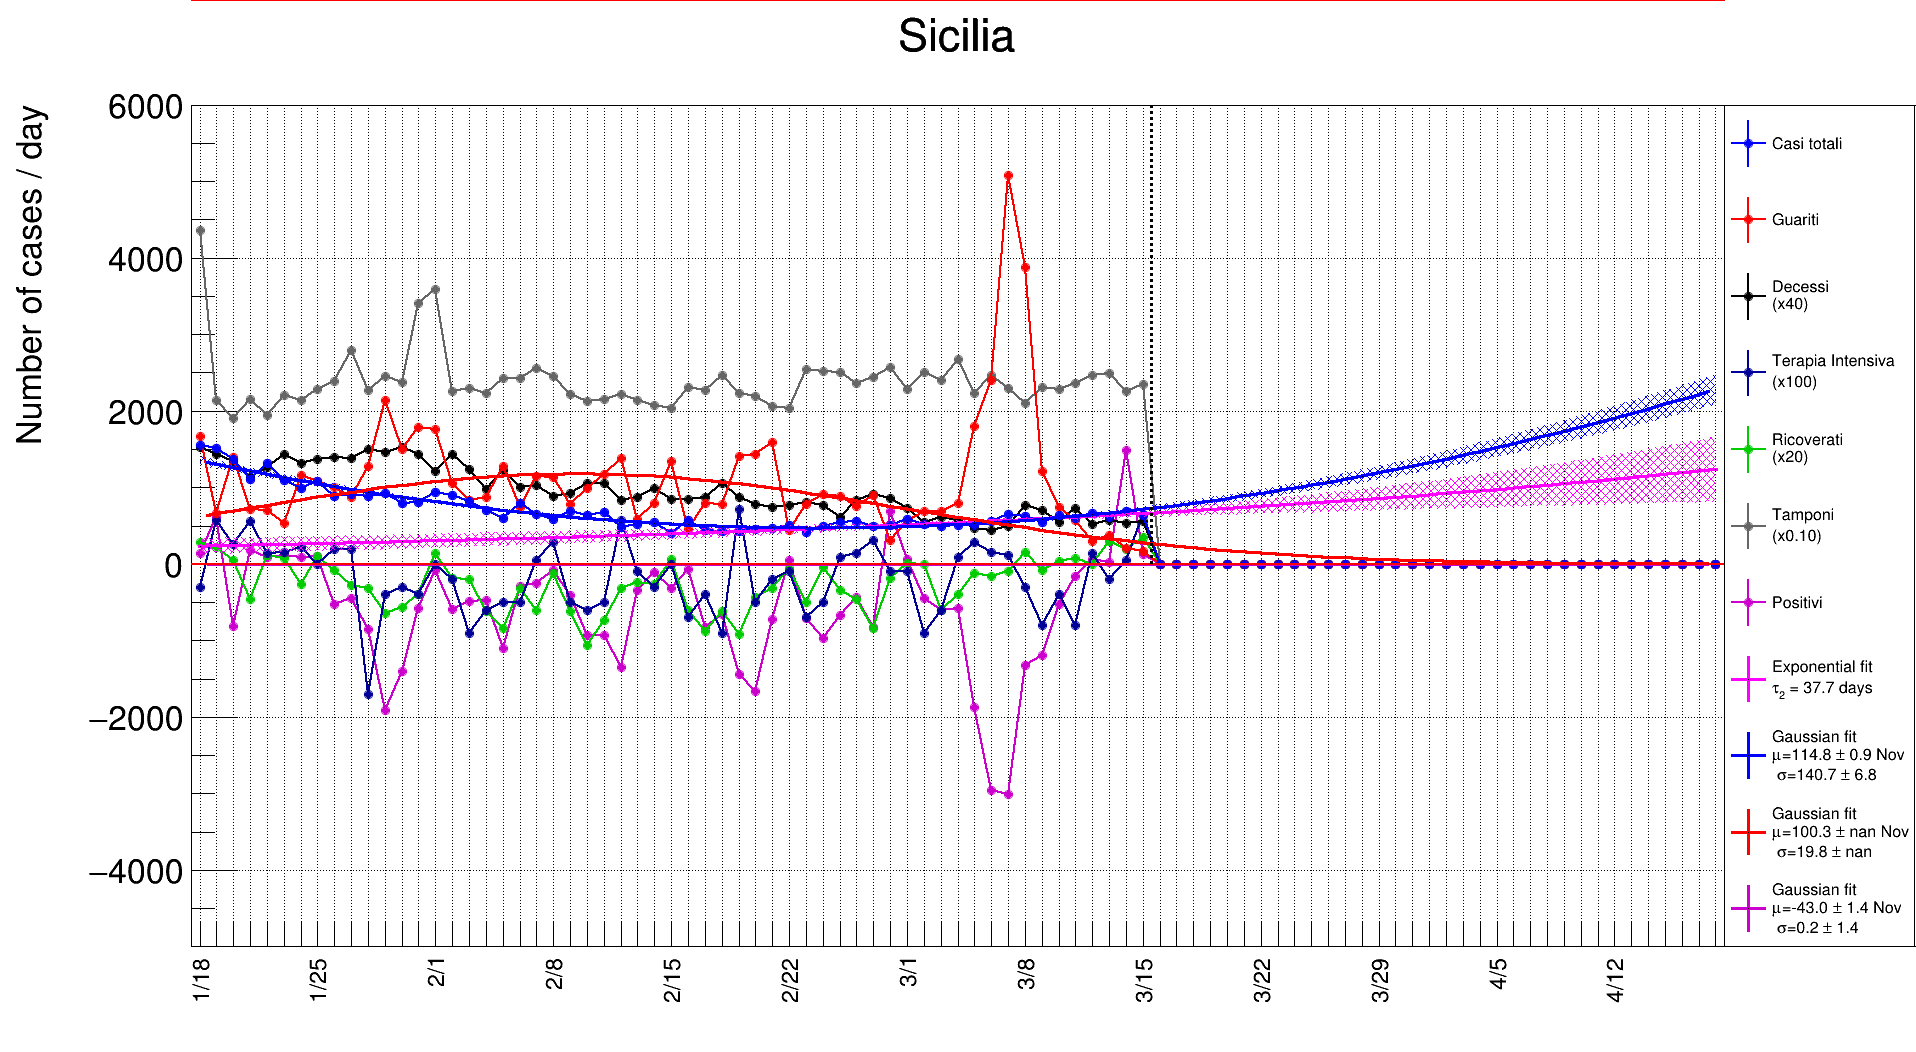 Sicilia
Number of cases / day
6000
4000
2000
0
−2000
−4000
1/18
1/25
2/1
2/8
2/15
2/22
3/1
3/8
3/15
3/22
3/29
4/5
4/12
Casi totali
Guariti
Decessi
(x40)
Terapia Intensiva
(x100)
Ricoverati
(x20)
Tamponi
(x0.10)
Positivi
Exponential fit
τ2 = 37.7 days
Gaussian fit
μ=114.8 ± 0.9 Nov
σ=140.7 ± 6.8
Gaussian fit
μ=100.3 ± nan Nov
σ=19.8 ± nan
Gaussian fit
μ=-43.0 ± 1.4 Nov
σ=0.2 ± 1.4